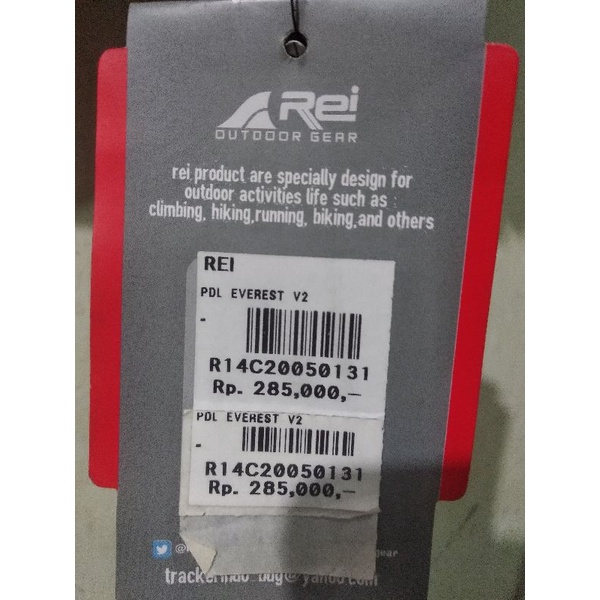 Rei
OUTDOOR GEAR
rei product are specially design for
outdoor activities life such as :
climbing, hiking,running, biking,and others
REI
PDL EVEREST V2
-
R14C20050131
Rp. 285,000,-
PDL EVEREST V2
-
R14C20050131
Rp. 285,000,-
gear